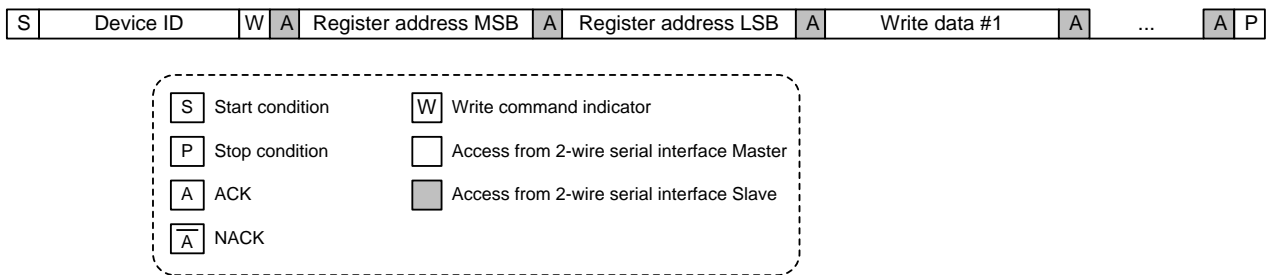 S Device ID W A Register address MSB A Register address LSB A Write data #1 A ... A P
S Start condition W Write command indicator
P Stop condition Access from 2-wire serial interface Master
A ACK Access from 2-wire serial interface Slave
A̅ NACK